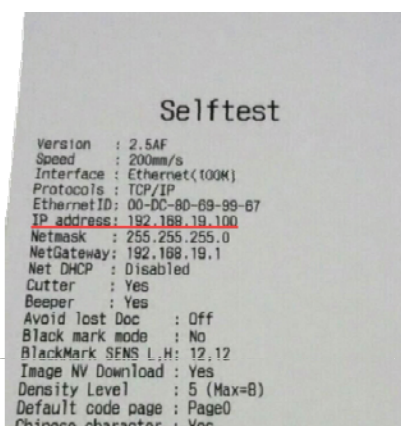 Selftest
Version : 2.5AF
Speed : 200mm/s
Interface : Ethernet(100M)
Protocols : TCP/IP
EthernetID: 00-DC-8D-69-99-67
IP address: 192.168.19.100
Netmask : 255.255.255.0
NetGateway: 192.168.19.1
Net DHCP : Disabled
Cutter : Yes
Beeper : Yes
Avoid lost Doc : Off
Black mark mode : No
BlackMark SENS L,H: 12,12
Image NV Download : Yes
Density Level : 5 (Max=8)
Default code page : Page0
Chinese character : Yes